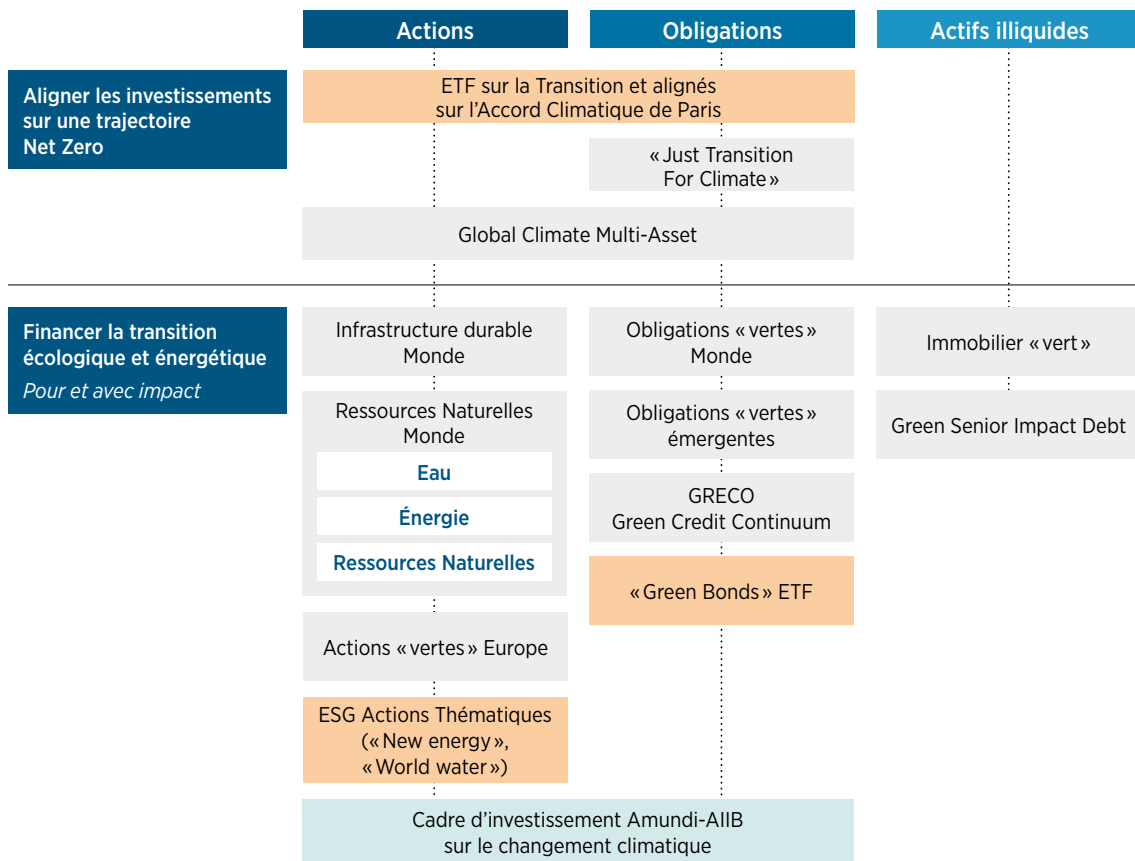 Actions
Obligations
Actifs illiquides
Aligner les investissements
sur une trajectoire
Net Zero
ETF sur la Transition et alignés
sur l'Accord Climatique de Paris
« Just Transition
For Climate »
Global Climate Multi-Asset
Financer la transition
écologique et énergétique
Pour et avec impact
Infrastructure durable
Monde
Ressources Naturelles
Monde
Eau
Énergie
Ressources Naturelles
Actions « vertes » Europe
ESG Actions Thématiques
(« New energy »,
« World water »)
Obligations « vertes »
Monde
Obligations « vertes »
émergentes
GRECO
Green Credit Continuum
« Green Bonds » ETF
Immobilier « vert »
Green Senior Impact Debt
Cadre d'investissement Amundi-AIIB
sur le changement climatique